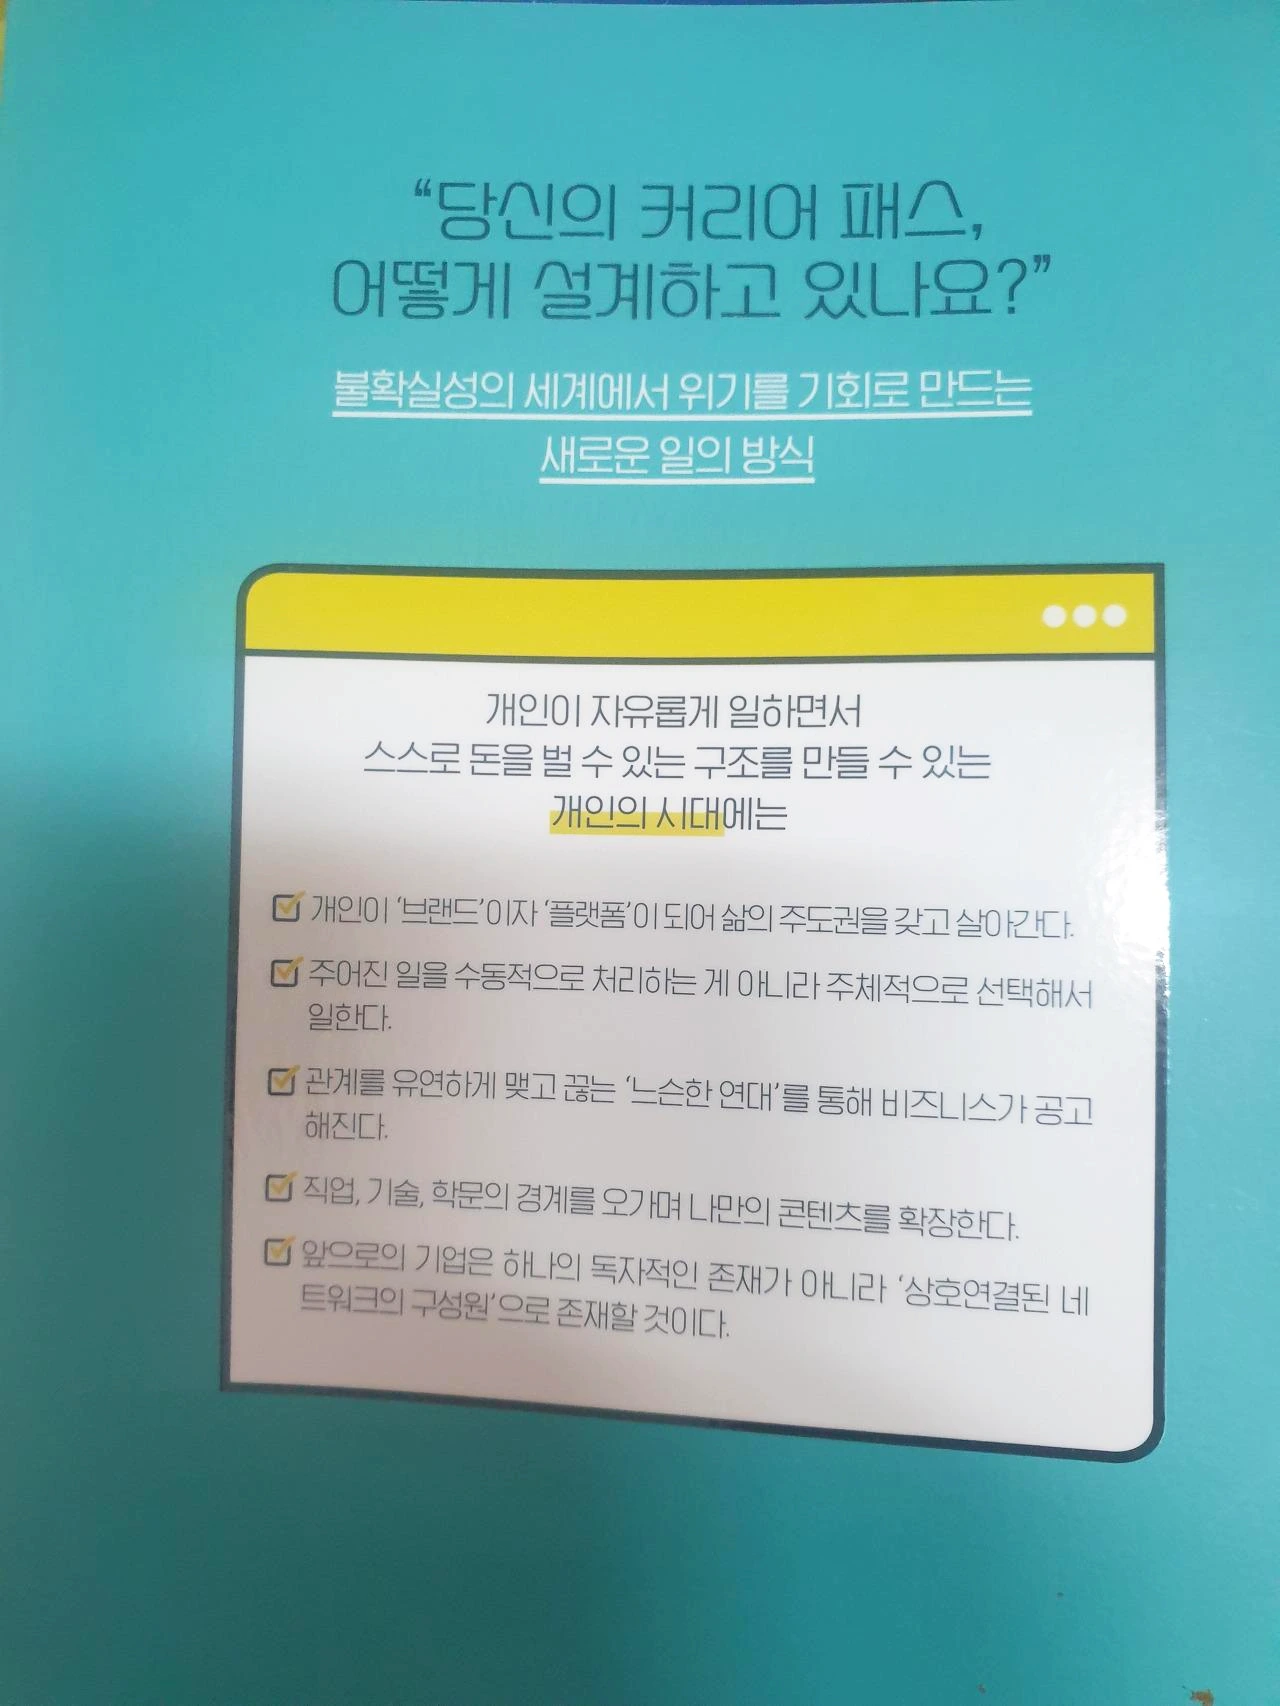 “당신의 커리어 패스,
어떻게 설계하고 있나요?”
불확실성의 세계에서 위기를 기회로 만드는
새로운 일의 방식
개인이 자유롭게 일하면서
스스로 돈을 벌 수 있는 구조를 만들 수 있는
개인의 시대에는
개인이 ‘브랜드’이자 ‘플랫폼’이 되어 삶의 주도권을 갖고 살아간다.
주어진 일을 수동적으로 처리하는 게 아니라 주체적으로 선택해서
일한다.
관계를 유연하게 맺고 끊는 ‘느슨한 연대’를 통해 비즈니스가 공고
해진다.
직업, 기술, 학문의 경계를 오가며 나만의 콘텐츠를 확장한다.
앞으로의 기업은 하나의 독자적인 존재가 아니라 ‘상호연결된 네
트워크의 구성원’으로 존재할 것이다.